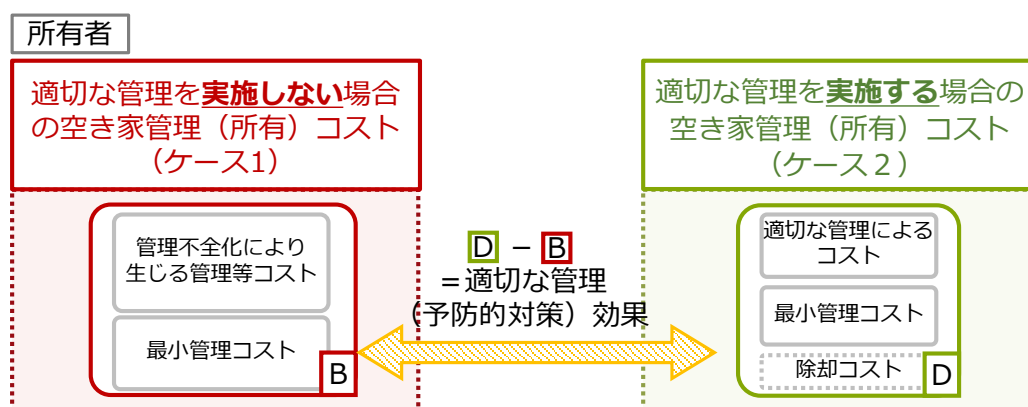 所有者
適切な管理を実施しない場合
の空き家管理（所有）コスト
（ケース1）
管理不全化により
生じる管理等コスト
最小管理コスト
B
D － B
＝適切な管理
（予防的対策）効果
適切な管理を実施する場合の
空き家管理（所有）コスト
（ケース２）
適切な管理による
コスト
最小管理コスト
除却コスト
D